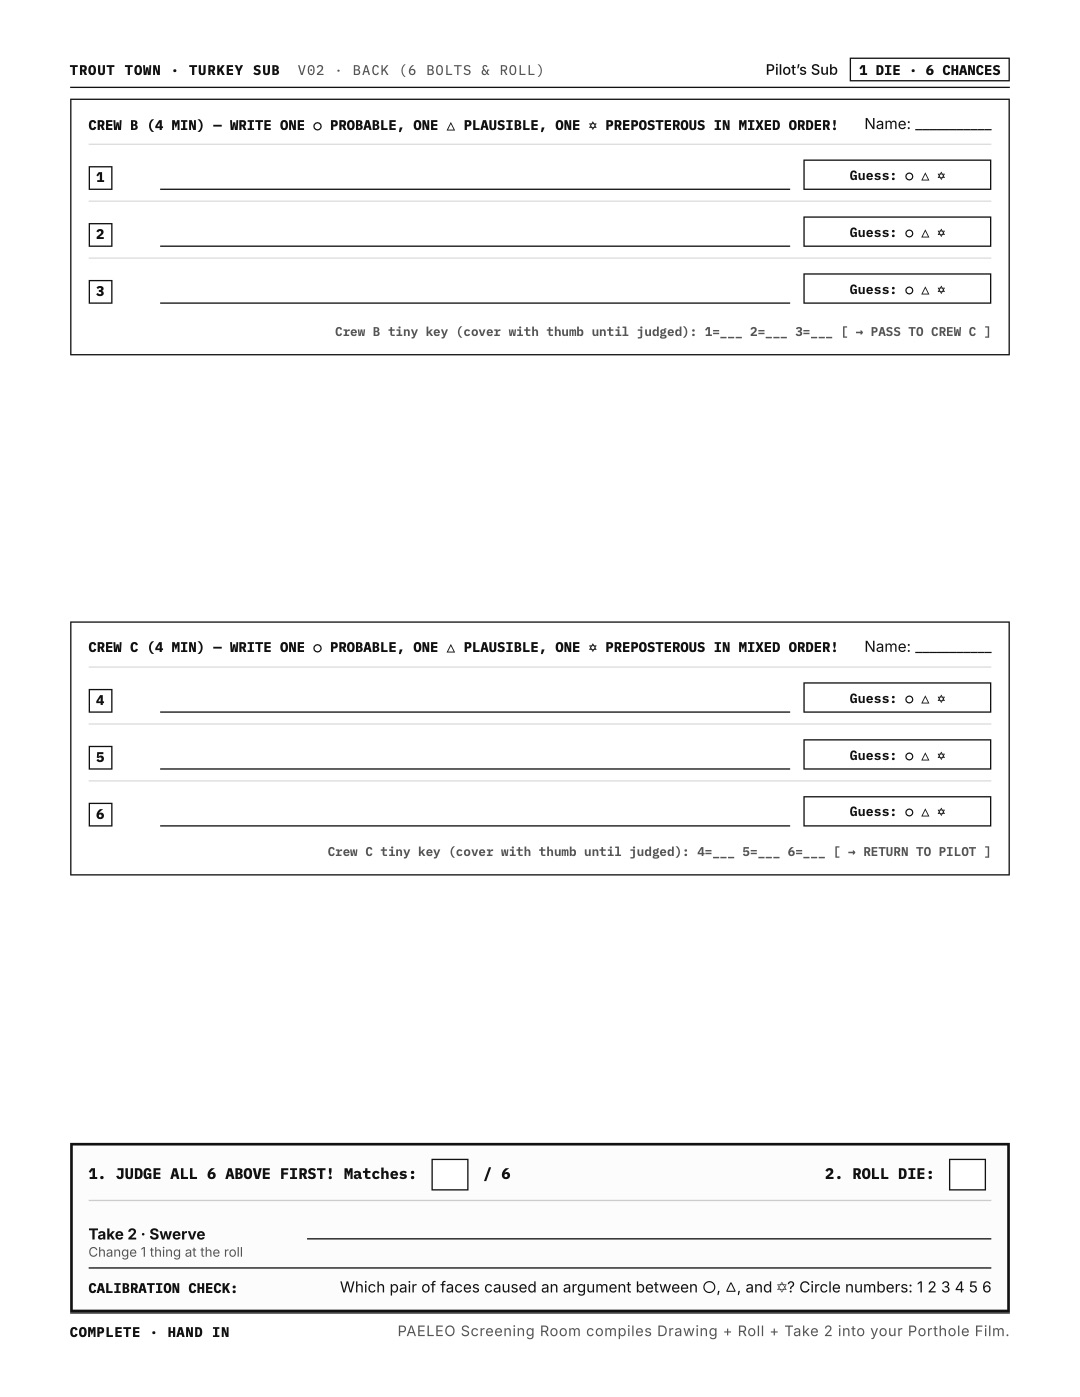 TROUT TOWN · TURKEY SUB V02 · BACK (6 BOLTS & ROLL) Pilot’s Sub 1 DIE · 6 CHANCES
CREW B (4 MIN) — WRITE ONE ○ PROBABLE, ONE △ PLAUSIBLE, ONE ✡ PREPOSTEROUS IN MIXED ORDER! Name: __________
1 Guess: ○ △ ✡
2 Guess: ○ △ ✡
3 Guess: ○ △ ✡
Crew B tiny key (cover with thumb until judged): 1=___ 2=___ 3=___ [ → PASS TO CREW C ]
CREW C (4 MIN) — WRITE ONE ○ PROBABLE, ONE △ PLAUSIBLE, ONE ✡ PREPOSTEROUS IN MIXED ORDER! Name: __________
4 Guess: ○ △ ✡
5 Guess: ○ △ ✡
6 Guess: ○ △ ✡
Crew C tiny key (cover with thumb until judged): 4=___ 5=___ 6=___ [ → RETURN TO PILOT ]
1. JUDGE ALL 6 ABOVE FIRST! Matches: / 6 2. ROLL DIE:
Take 2 · Swerve
Change 1 thing at the roll
CALIBRATION CHECK: Which pair of faces caused an argument between ○, △, and ✡? Circle numbers: 1 2 3 4 5 6
COMPLETE · HAND IN PAELEO Screening Room compiles Drawing + Roll + Take 2 into your Porthole Film.